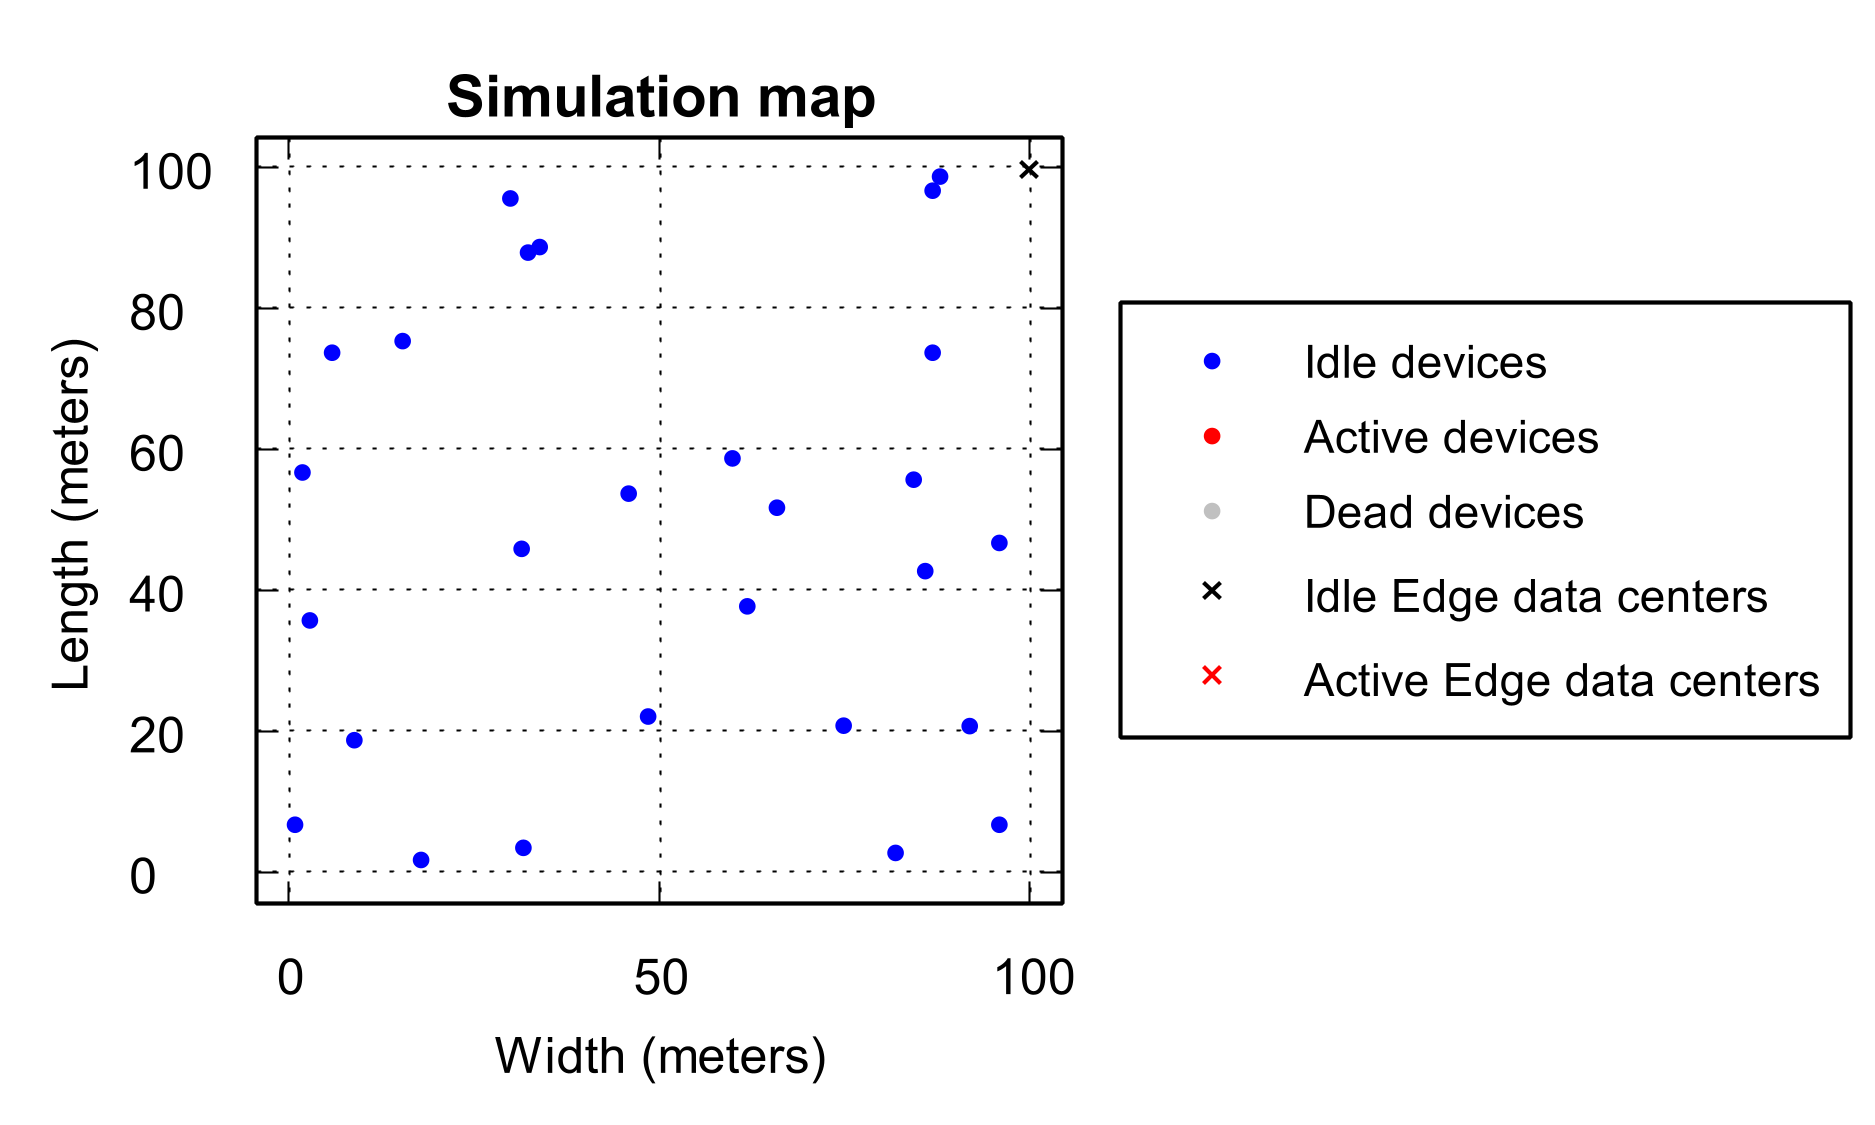 Simulation map
100
80
60
40
20
0
Length (meters)
0 50 100
Width (meters)
Idle devices
Active devices
Dead devices
Idle Edge data centers
Active Edge data centers